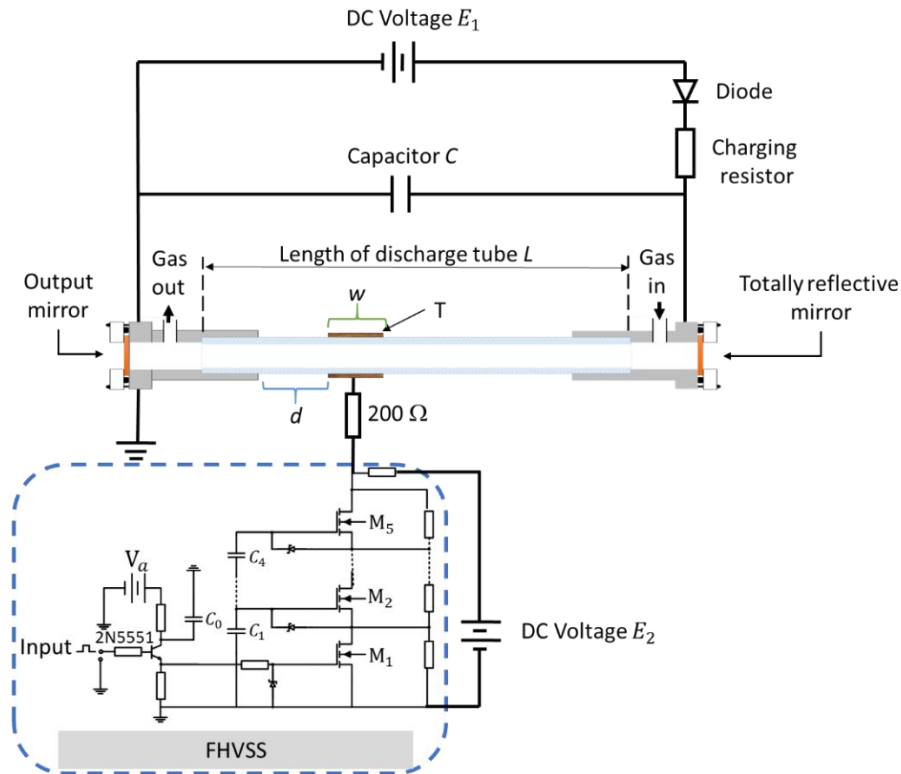 DC Voltage E₁
Diode
Charging
resistor
Capacitor C
Length of discharge tube L
Gas
out
Gas
in
Output
mirror
Totally reflective
mirror
w
T
d
200 Ω
M₅
C₄
Vₐ
C₀
M₂
C₁
2N5551
Input
M₁
DC Voltage E₂
FHVSS